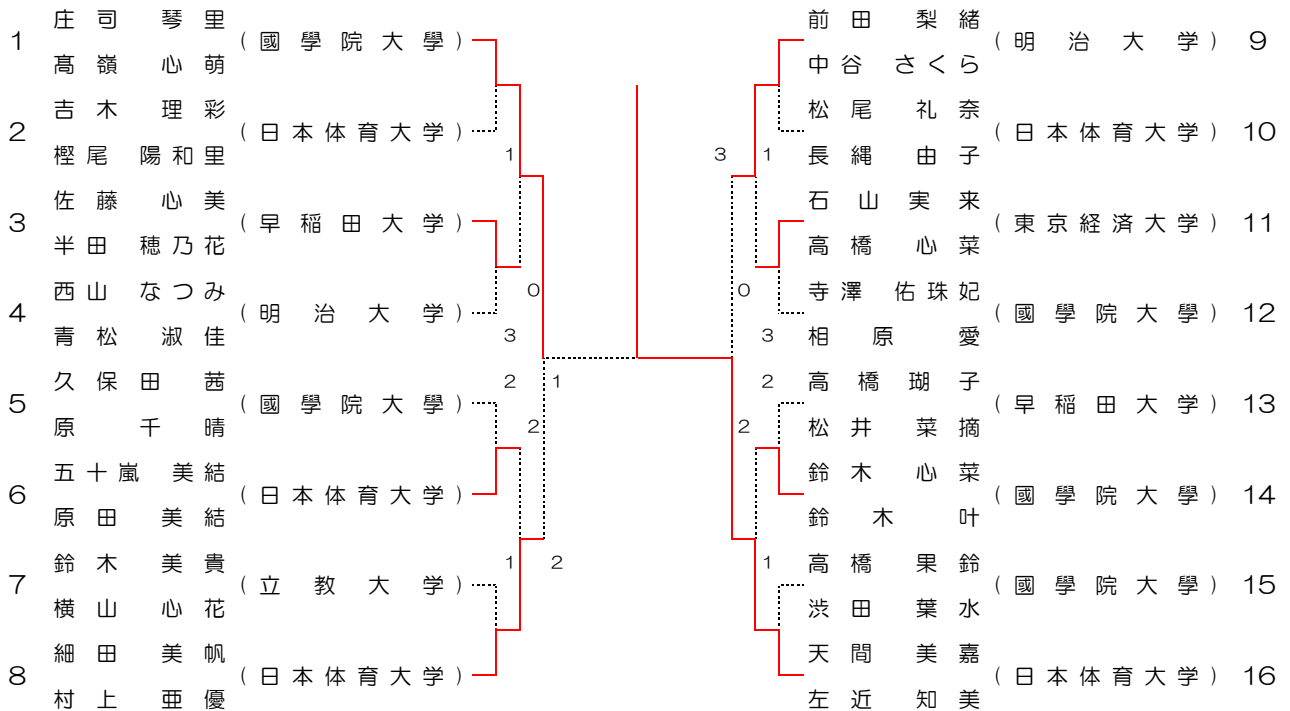 庄司 琴里
1 (國學院大學)
髙嶺 心萌
吉木 理彩
2 (日本体育大学)
樫尾 陽和里
1
佐藤 心美
3 (早稲田大学)
半田 穂乃花
西山 なつみ
0
4 (明治大学)
青松 淑佳
3
久保田 茜
2 1
5 (國學院大學)
原 千晴
2
五十嵐 美結
6 (日本体育大学)
原田 美結
鈴木 美貴
1 2
7 (立教大学)
横山 心花
細田 美帆
8 (日本体育大学)
村上 亜優
前田 梨緒
(明治大学) 9
中谷 さくら
松尾 礼奈
(日本体育大学) 10
3 1
長縄 由子
石山 実来
(東京経済大学) 11
高橋 心菜
0
寺澤 佑珠妃
(國學院大學) 12
3
相原 愛
2
高橋 瑚子
(早稲田大学) 13
2
松井 菜摘
鈴木 心菜
(國學院大學) 14
鈴木 叶
1
高橋 果鈴
(國學院大學) 15
渋田 葉水
天間 美嘉
(日本体育大学) 16
左近 知美